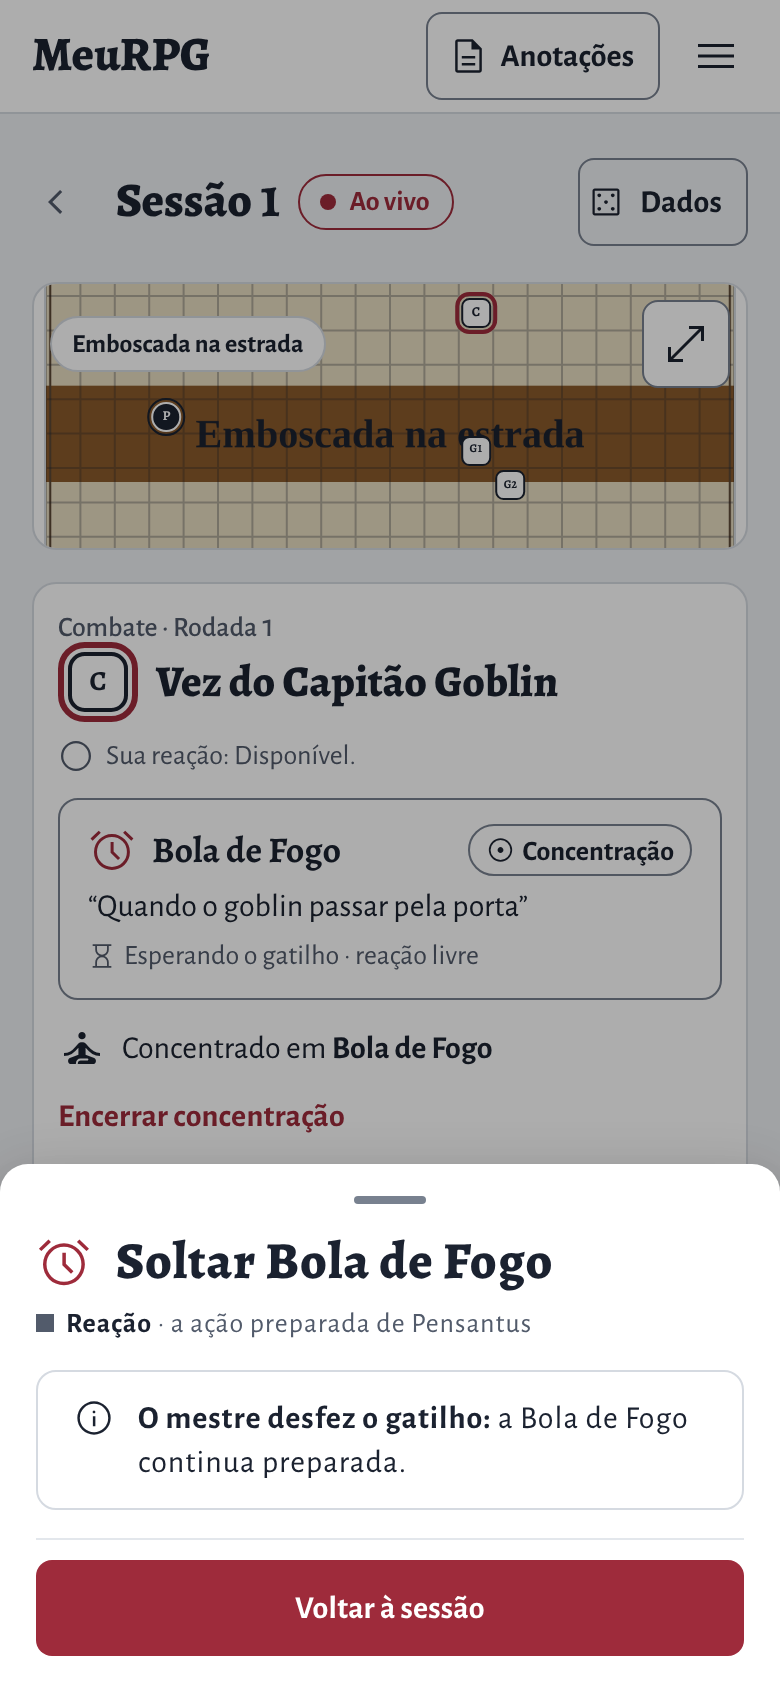 MeuRPG
Anotações
Sessão 1
Ao vivo
Dados
Emboscada na estrada
C
P
Emboscada na estrada
G1
G2
Combate · Rodada 1
C
Vez do Capitão Goblin
Sua reação: Disponível.
Bola de Fogo
Concentração
“Quando o goblin passar pela porta”
Esperando o gatilho · reação livre
Concentrado em Bola de Fogo
Encerrar concentração
Soltar Bola de Fogo
Reação · a ação preparada de Pensantus
O mestre desfez o gatilho: a Bola de Fogo
continua preparada.
Voltar à sessão